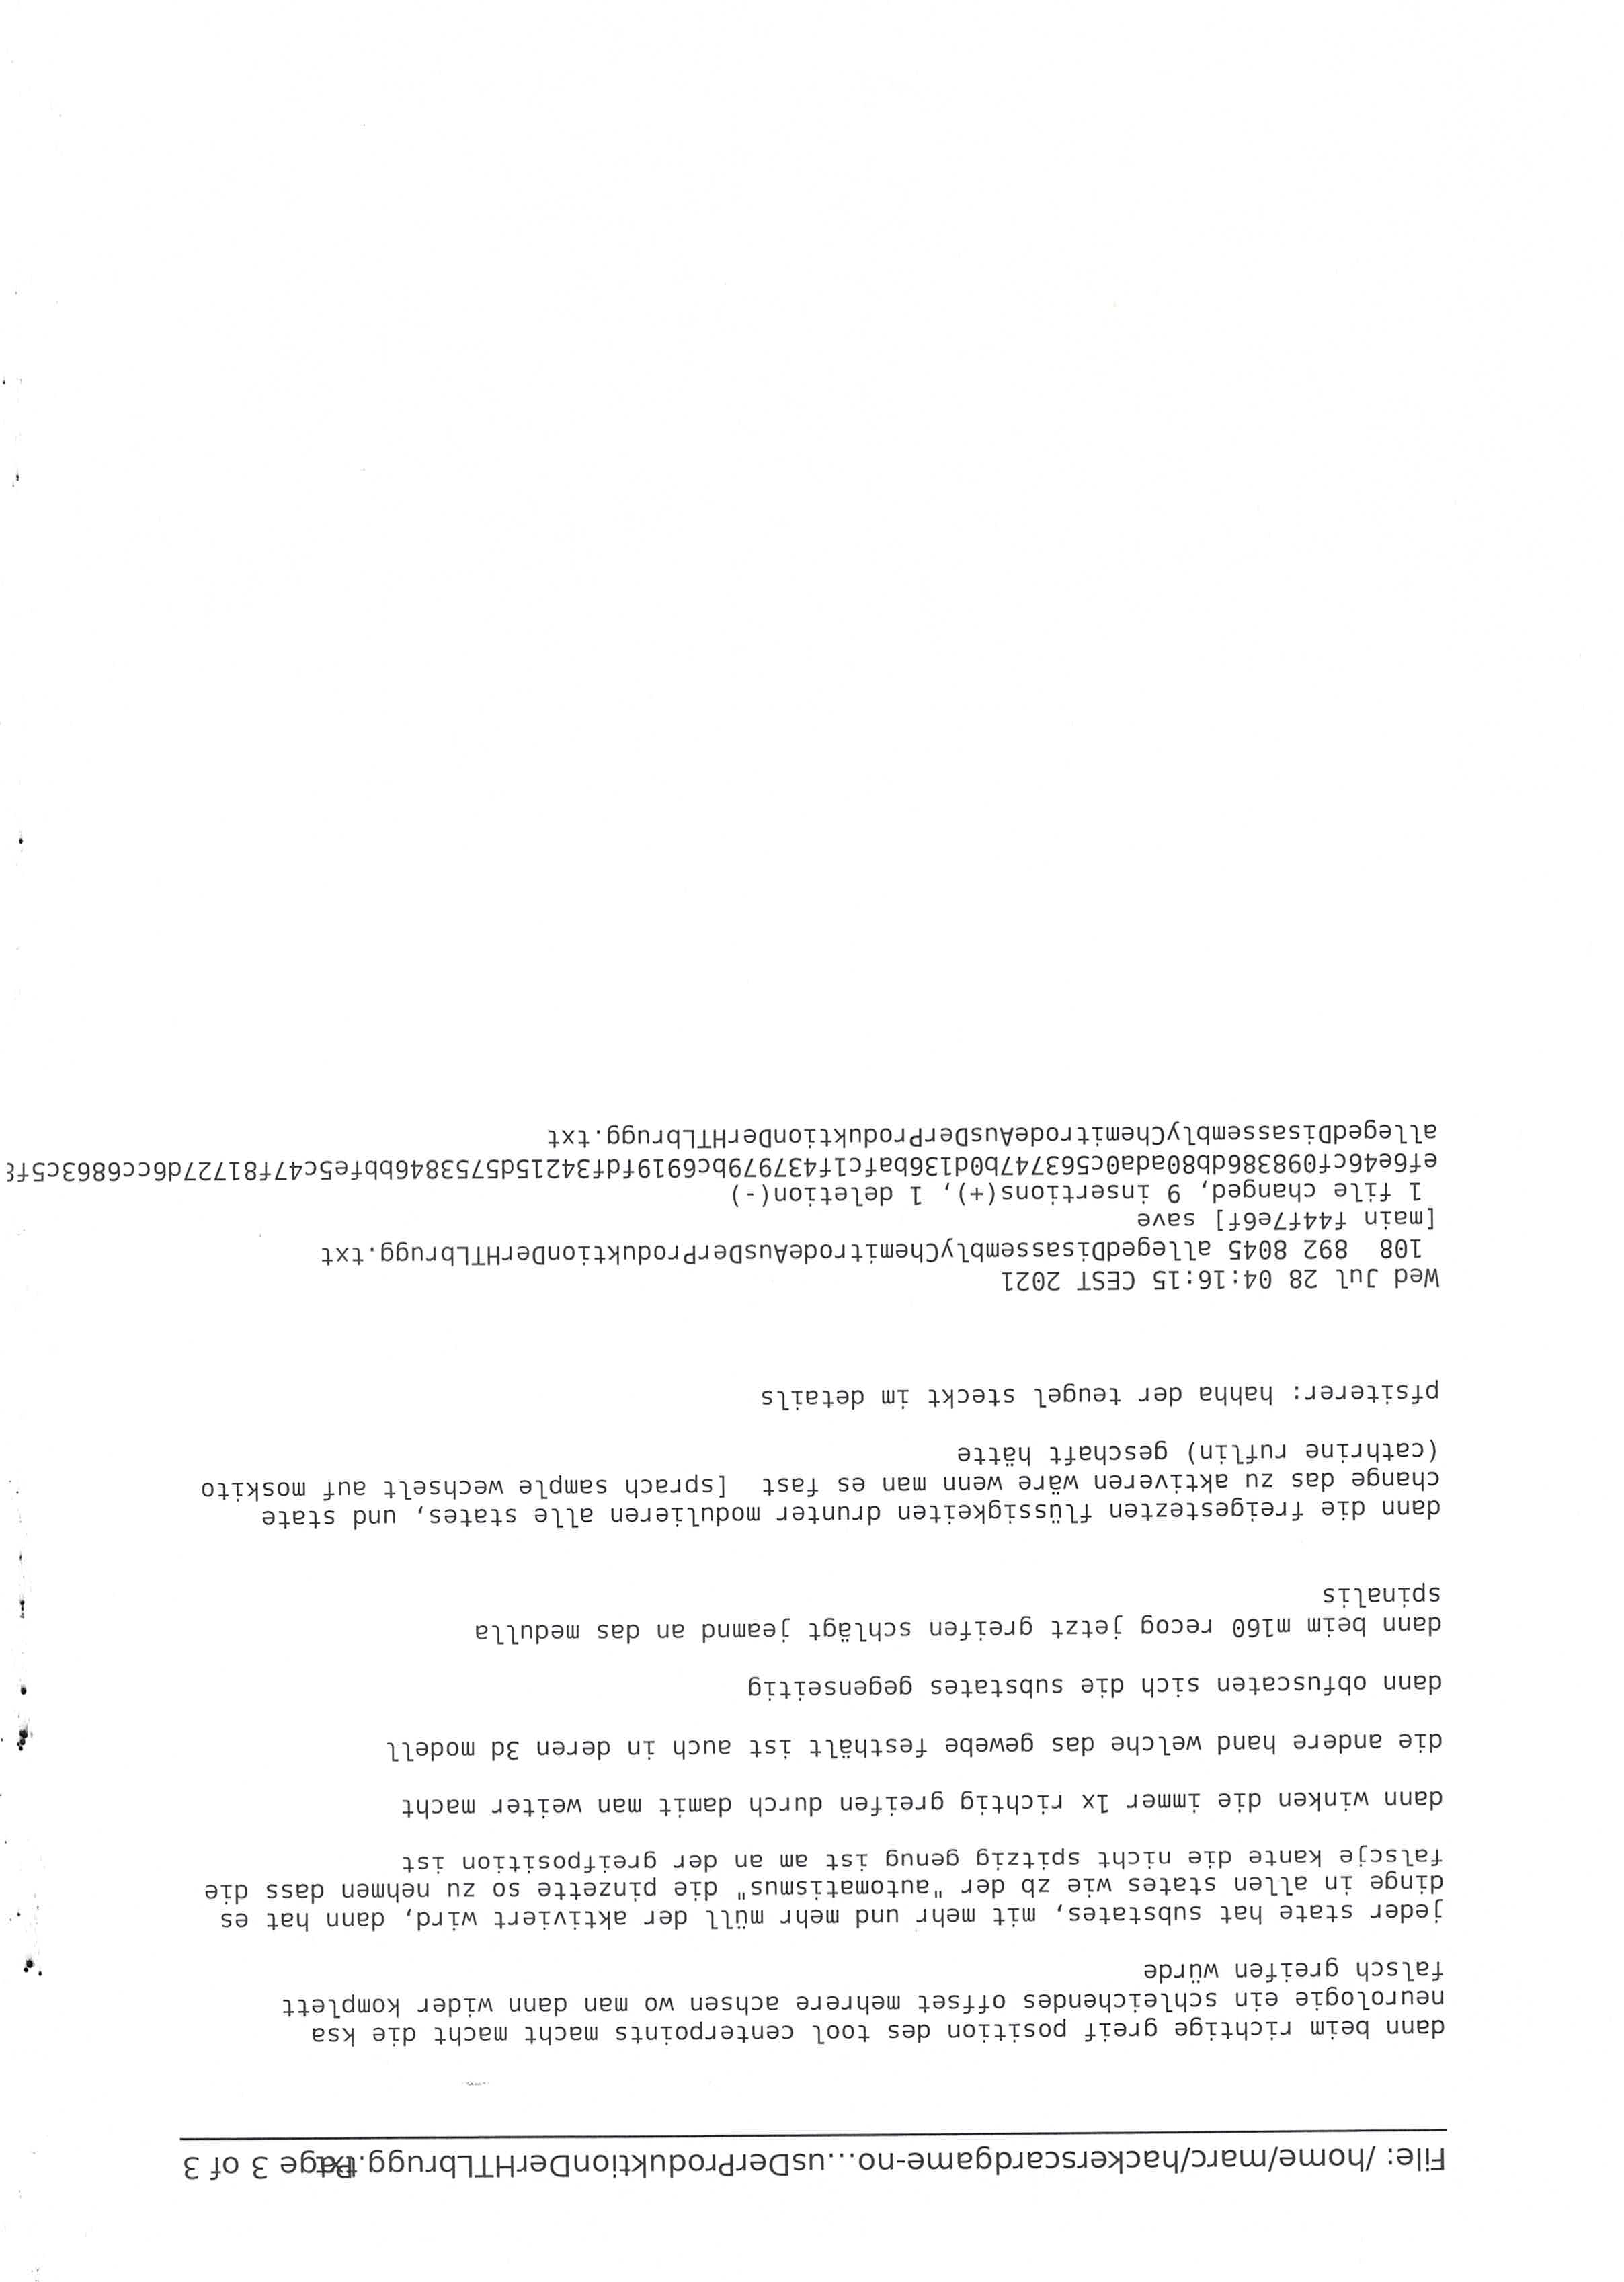 File: /home/marc/hackerscardgame-no...usDerProduktionDerHTLbrugg.txt Page 3 of 3
dann beim richtige greif position des tool centerpoints macht macht die ksa
neurologie ein schleichendes offset mehrere achsen wo man dann wider komplett
falsch greifen würde
jeder state hat substates, mit mehr und mehr müll der aktiviert wird, dann hat es
dinge in allen states wie zb der "automatismus" die pinzette so zu nehmen dass die
falscje kante die nicht spitzig genug ist am an der greifposition ist
dann winken die immer 1x richtig greifen durch damit man weiter macht
die andere hand welche das gewebe festhält ist auch in deren 3d modell
dann obfuscaten sich die substates gegenseitig
dann beim m160 recog jetzt greifen schlägt jeamnd an das medulla
spinalis
dann die freigestezten flüssigkeiten drunter modulieren alle states, und state
change das zu aktiveren wäre wenn man es fast  [sprach sample wechselt auf moskito
(cathrine ruflin) geschaft hätte
pfsiterer: hahha der teugel steckt im details
Wed Jul 28 04:16:15 CEST 2021
108  892 8045 allegedDisassemblyChemitrodeAusDerProduktionDerHTLbrugg.txt
[main f44f7e6f] save
1 file changed, 9 insertions(+), 1 deletion(-)
ef6e46cf098386db80ada0c563747b0d136bafc1f437979bc6919fdf34215d5753846bbfe5c47f81727d6cc6863c5f8
allegedDisassemblyChemitrodeAusDerProduktionDerHTLbrugg.txt